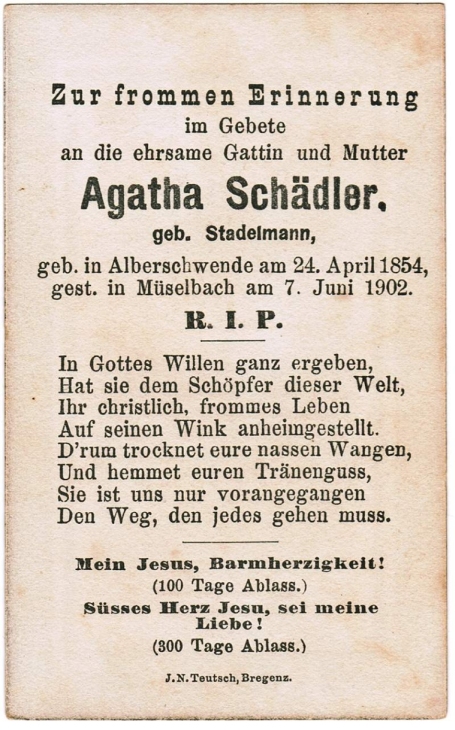 Zur frommen Erinnerung
im Gebete
an die ehrsame Gattin und Mutter
Agatha Schädler,
geb. Stadelmann,
geb. in Alberschwende am 24. April 1854,
gest. in Müselbach am 7. Juni 1902.
R. I. P.
In Gottes Willen ganz ergeben,
Hat sie dem Schöpfer dieser Welt,
Ihr christlich, frommes Leben
Auf seinen Wink anheimgestellt.
D'rum trocknet eure nassen Wangen,
Und hemmet euren Tränenguss,
Sie ist uns nur vorangegangen
Den Weg, den jedes gehen muss.
Mein Jesus, Barmherzigkeit!
(100 Tage Ablass.)
Süsses Herz Jesu, sei meine
Liebe!
(300 Tage Ablass.)
J.N.Teutsch, Bregenz.